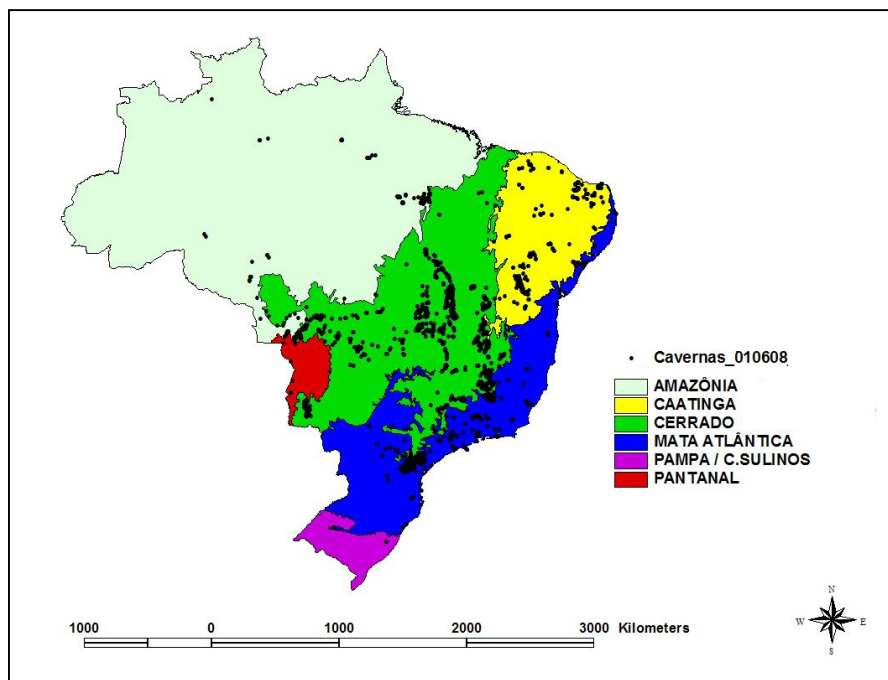 Cavernas_010608
AMAZÔNIA
CAATINGA
CERRADO
MATA ATLÂNTICA
PAMPA / C.SULINOS
PANTANAL
1000 0 1000 2000 3000 Kilometers
N
W E
S